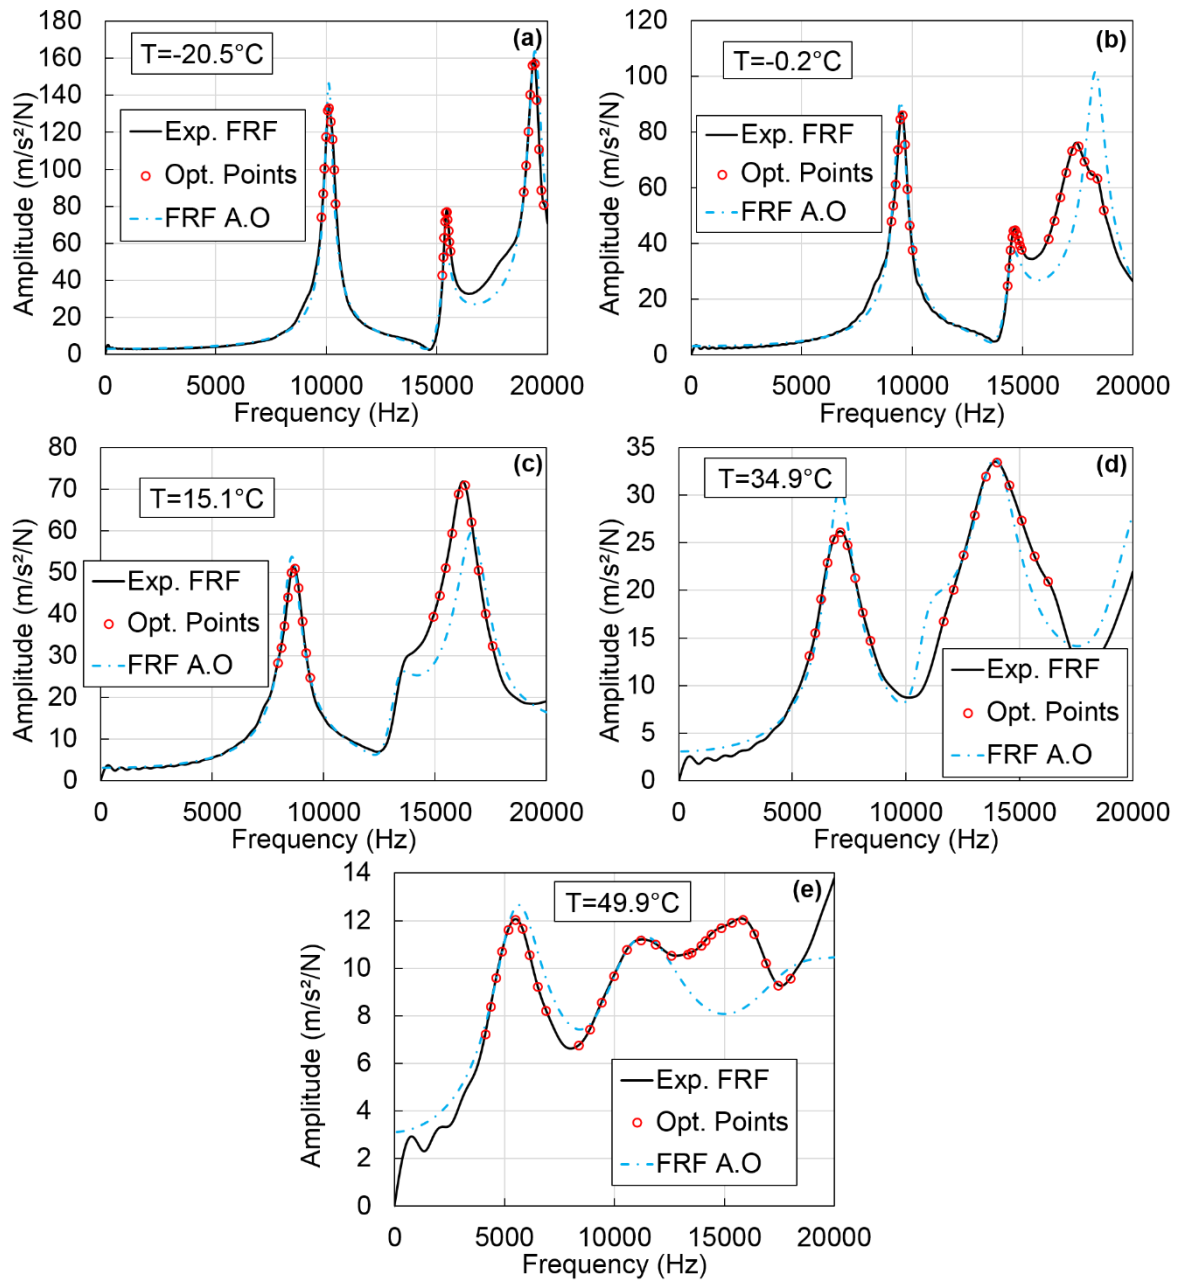 (a)
T=-20.5°C
Exp. FRF
Opt. Points
FRF A.O
Amplitude (m/s²/N)
180
160
140
120
100
80
60
40
20
0
0 5000 10000 15000 20000
Frequency (Hz)
(b)
T=-0.2°C
Exp. FRF
Opt. Points
FRF A.O
Amplitude (m/s²/N)
120
100
80
60
40
20
0
0 5000 10000 15000 20000
Frequency (Hz)
(c)
T=15.1°C
Exp. FRF
Opt. Points
FRF A.O
Amplitude (m/s²/N)
80
70
60
50
40
30
20
10
0
0 5000 10000 15000 20000
Frequency (Hz)
(d)
T=34.9°C
Exp. FRF
Opt. Points
FRF A.O
Amplitude (m/s²/N)
35
30
25
20
15
10
5
0
0 5000 10000 15000 20000
Frequency (Hz)
(e)
T=49.9°C
Exp. FRF
Opt. Points
FRF A.O
Amplitude (m/s²/N)
14
12
10
8
6
4
2
0
0 5000 10000 15000 20000
Frequency (Hz)